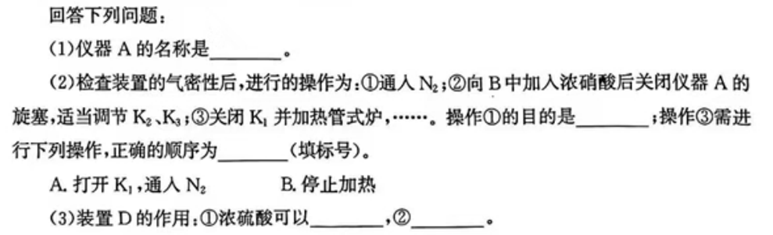 回答下列问题：
(1)仪器 A 的名称是________。
(2)检查装置的气密性后,进行的操作为:①通入 N₂;②向 B 中加入浓硝酸后关闭仪器 A 的
旋塞,适当调节 K₂、K₃;③关闭 K₁ 并加热管式炉,……。操作①的目的是________;操作③需进
行下列操作,正确的顺序为________(填标号)。
A. 打开 K₁,通入 N₂ B. 停止加热
(3)装置 D 的作用:①浓硫酸可以________,②________。